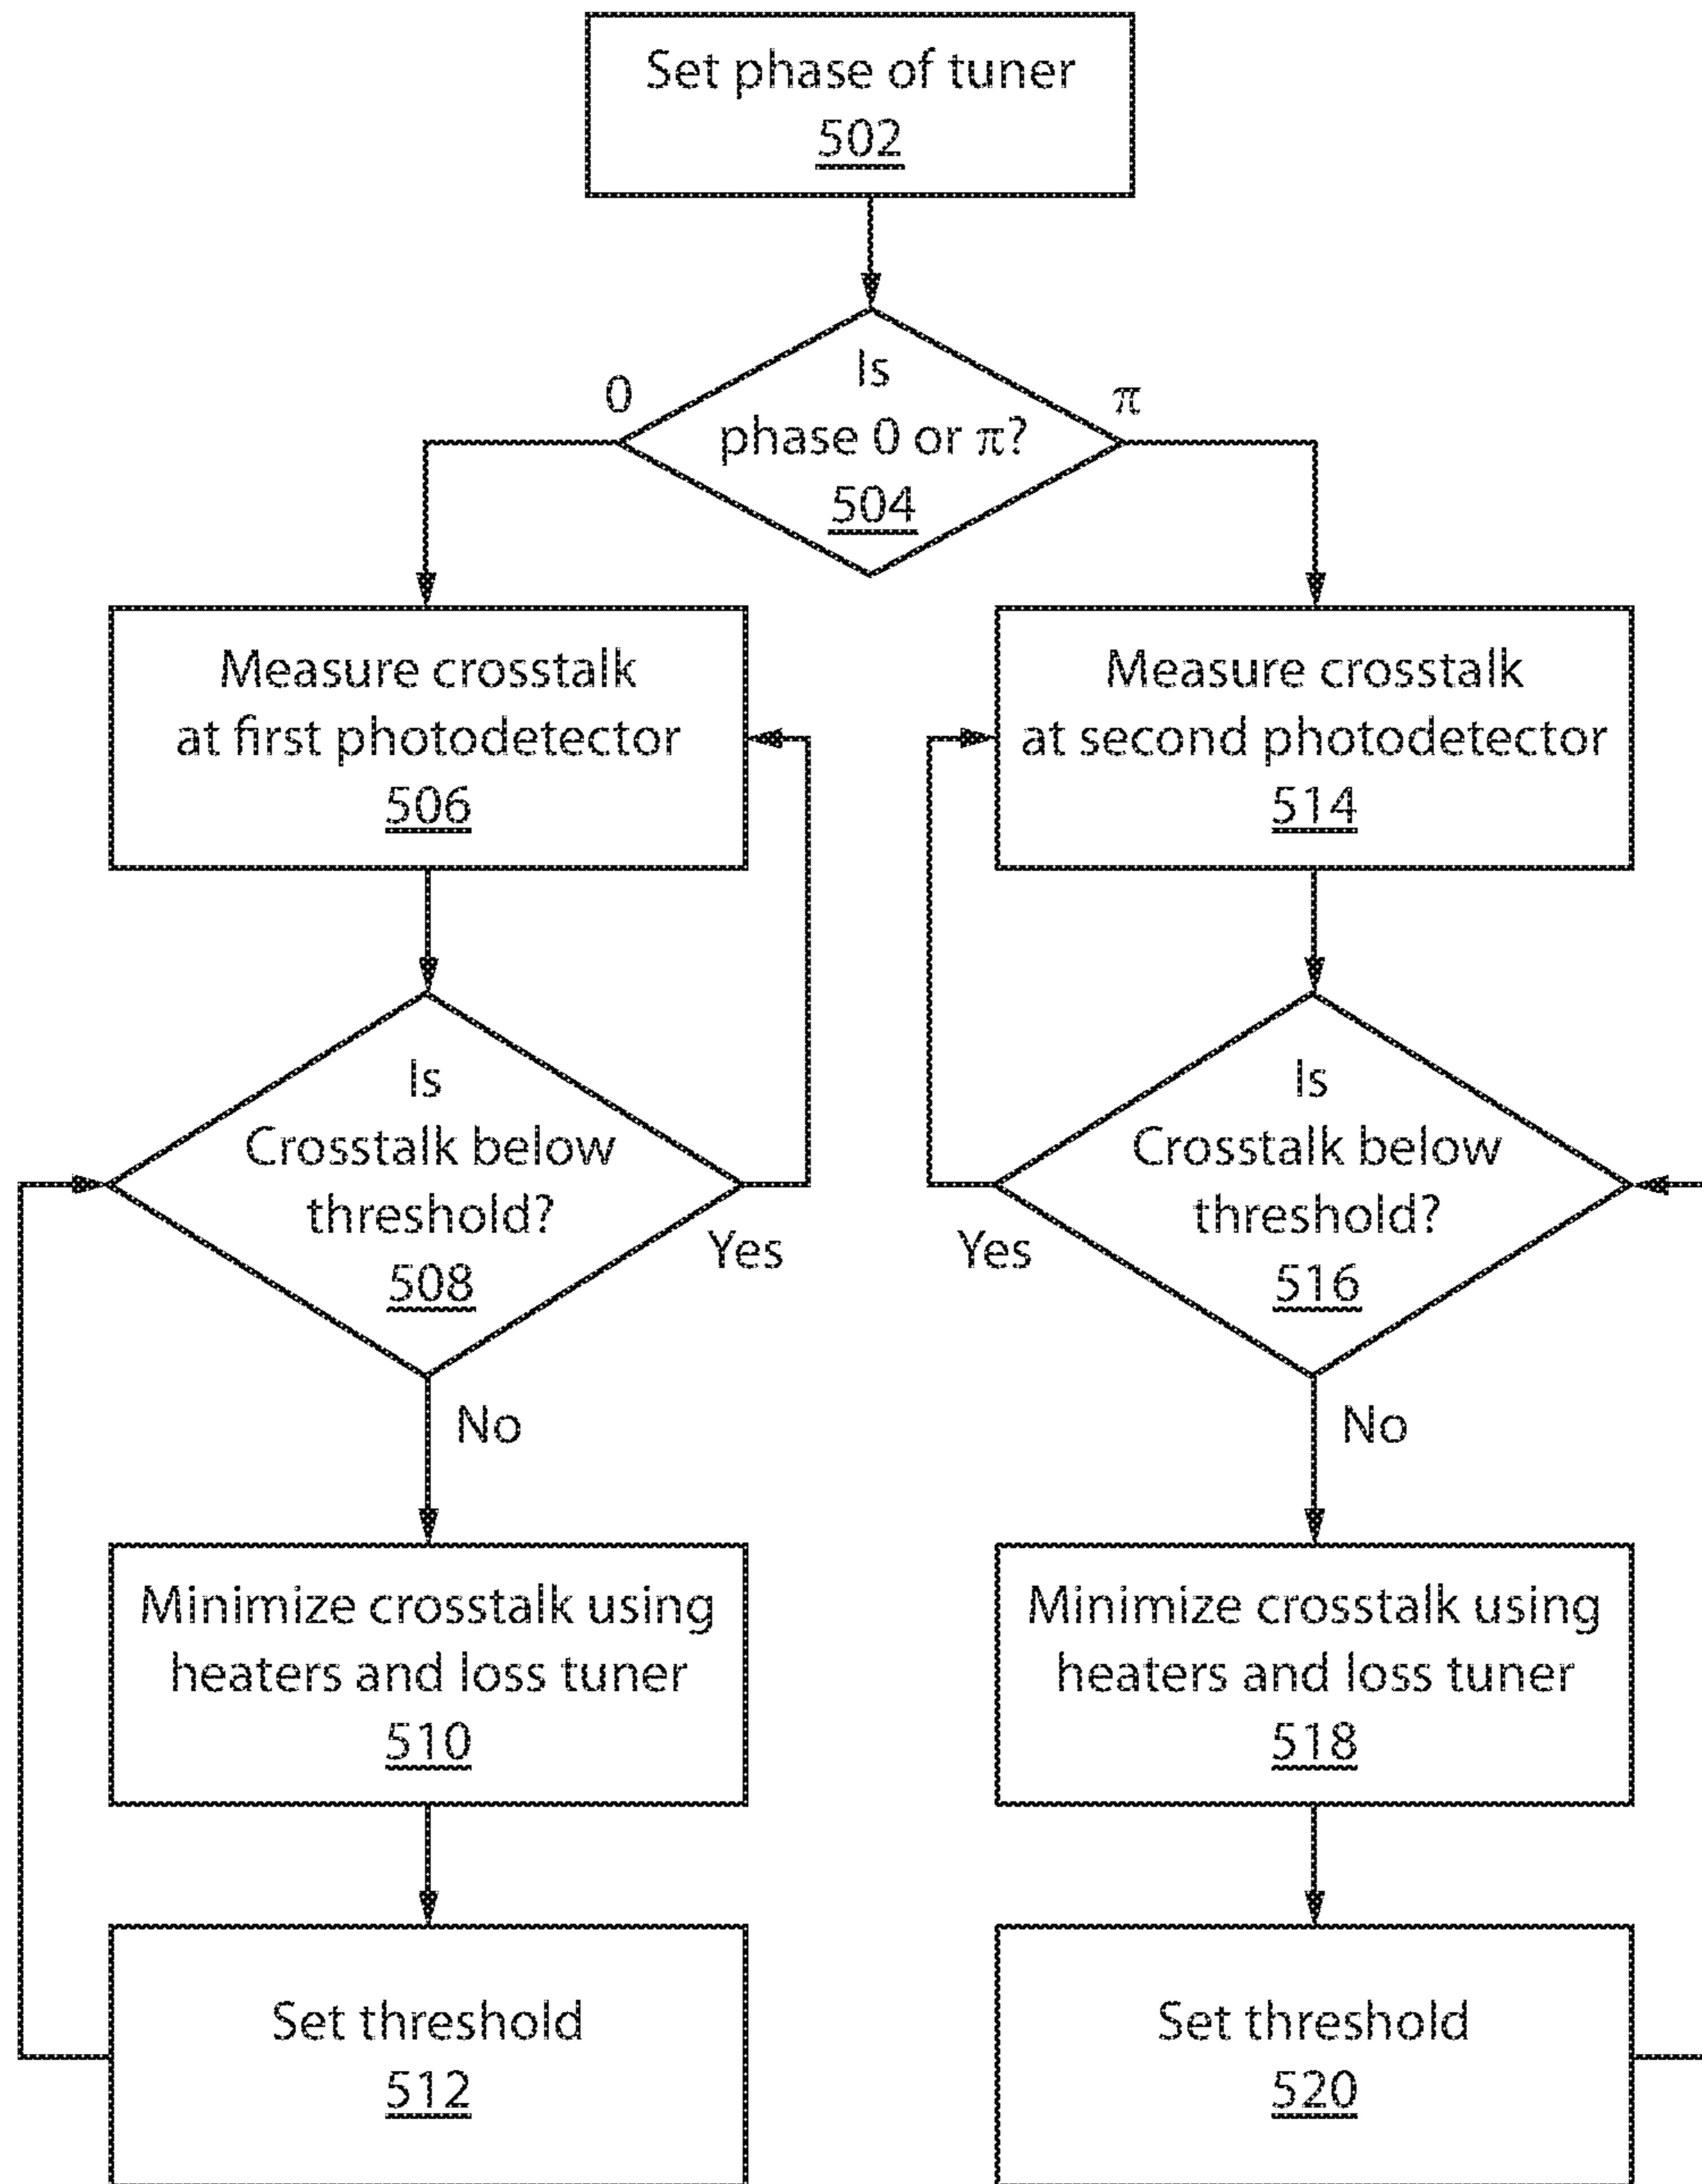 Set phase of tuner
502
Is
phase 0 or π?
504
0
π
Measure crosstalk
at first photodetector
506
Measure crosstalk
at second photodetector
514
Is
Crosstalk below
threshold?
508
Yes
No
Is
Crosstalk below
threshold?
516
Yes
No
Minimize crosstalk using
heaters and loss tuner
510
Minimize crosstalk using
heaters and loss tuner
518
Set threshold
512
Set threshold
520